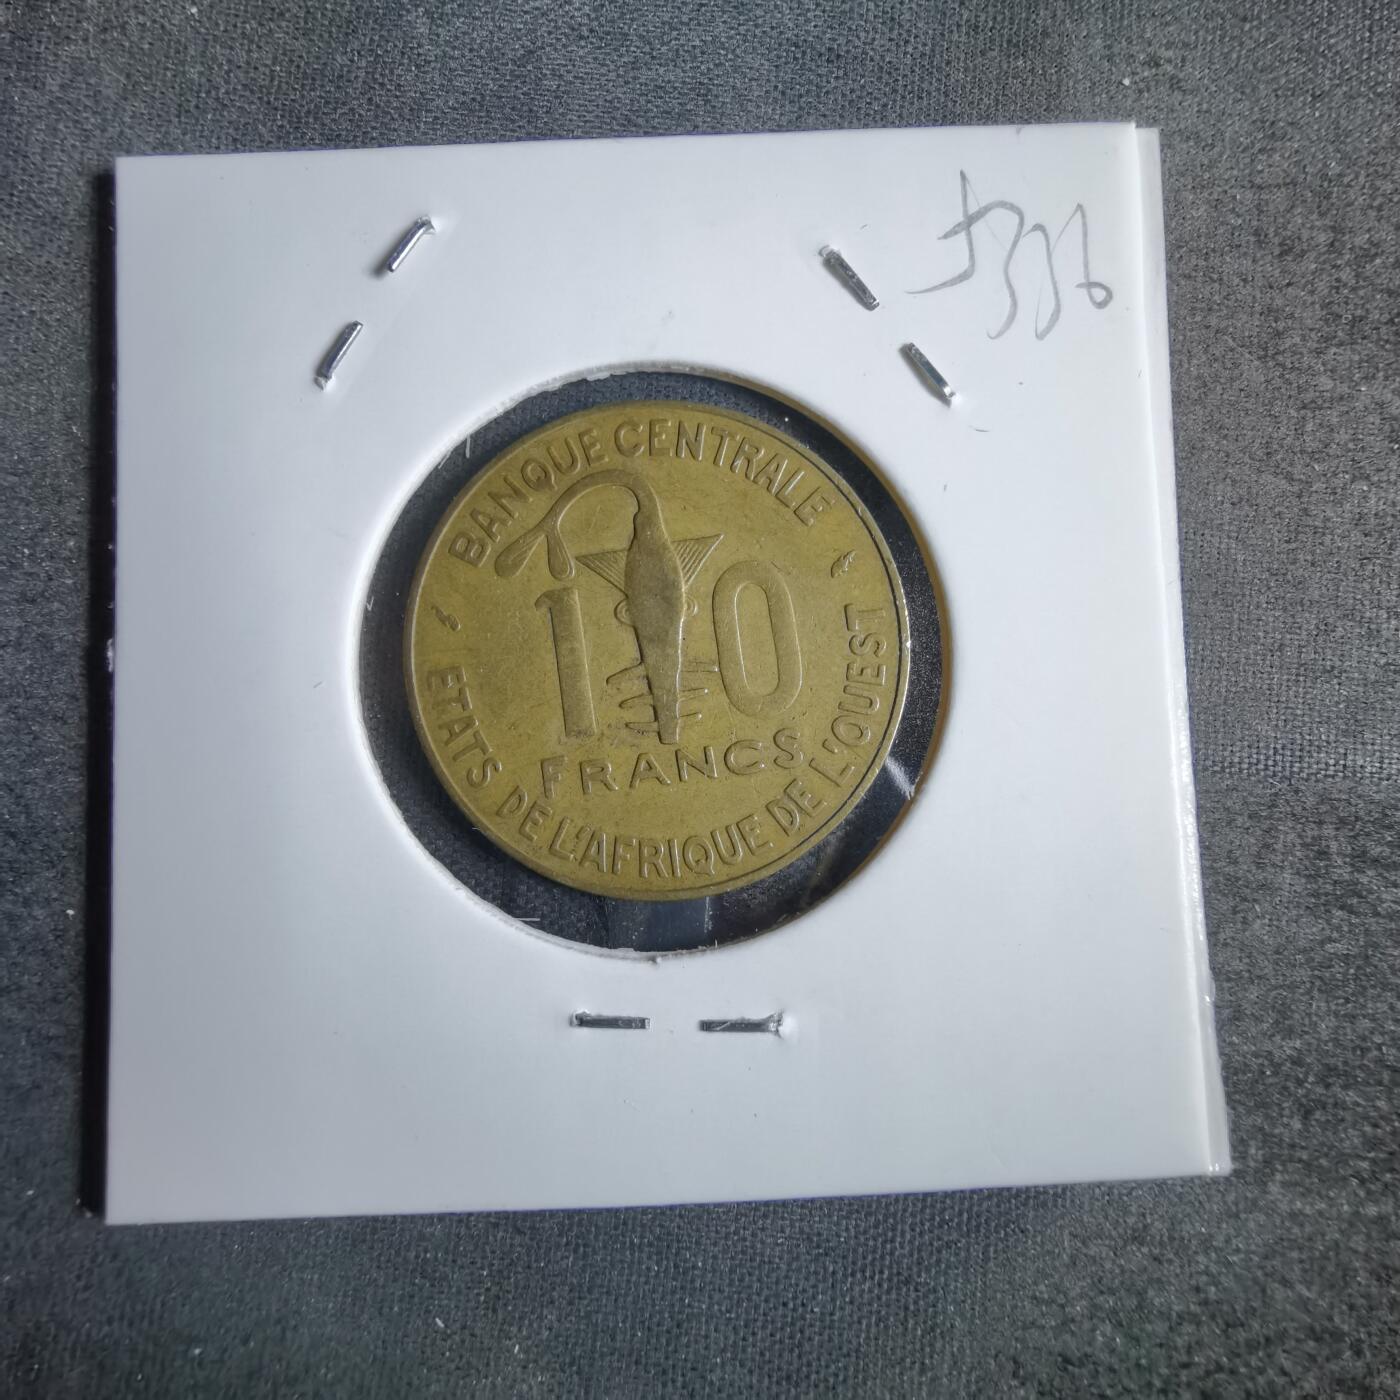 BANQUE CENTRALE
10
FRANCS
ETATS DE L'AFRIQUE DE L'OUEST